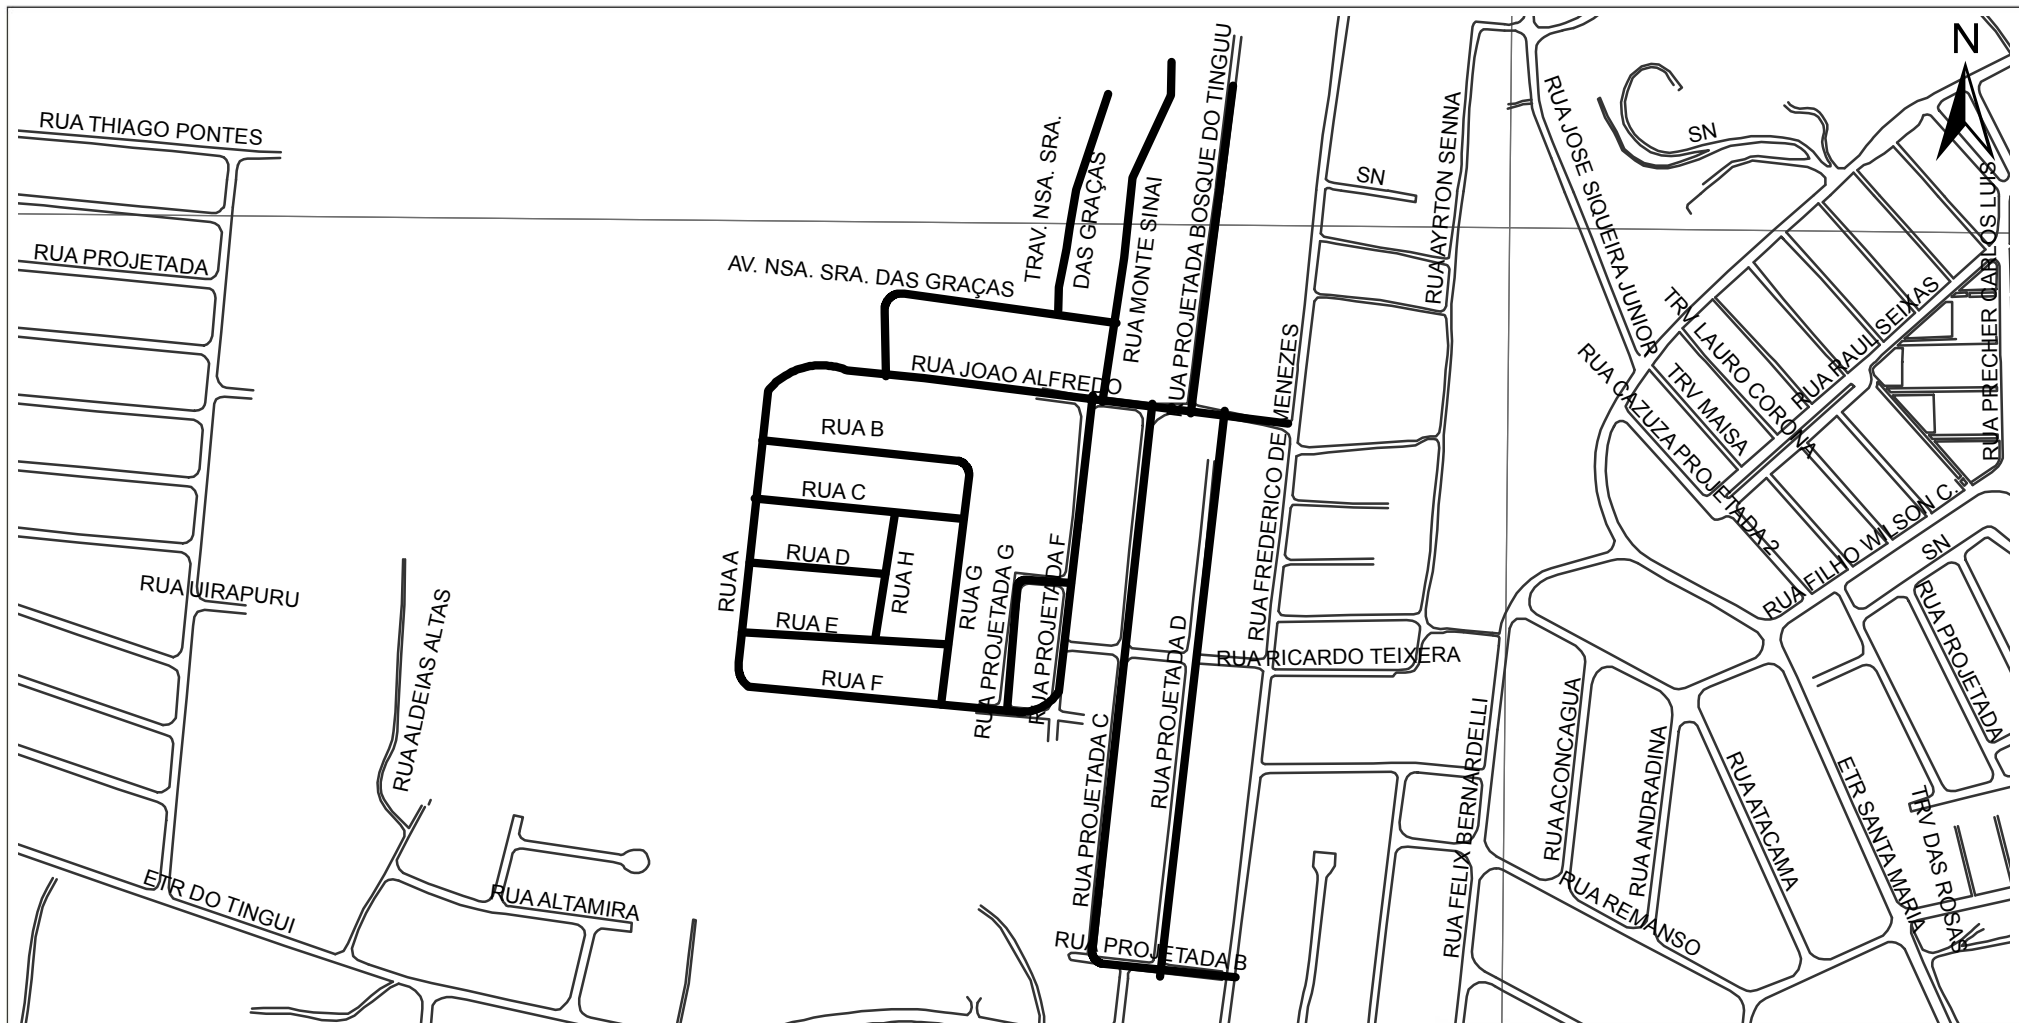 N
RUA THIAGO PONTES
RUA PROJETADA
RUA UIRAPURU
RUA ALDEIAS ALTAS
ETR DO TINGUI
RUA ALTAMIRA
AV. NSA. SRA. DAS GRAÇAS
TRAV. NSA. SRA.
DAS GRAÇAS
RUA MONTE SINAI
RUA PROJETADA BOSQUE DO TINGUU
RUA JOAO ALFREDO
RUA A
RUA B
RUA C
RUA D
RUA E
RUA F
RUA H
RUA G
RUA PROJETADA G
RUA PROJETADA F
RUA PROJETADA C
RUA PROJETADA D
RUA PROJETADA B
RUA FREDERICO DE MENEZES
RUA RICARDO TEIXERA
SN
RUA AYRTON SENNA
RUA JOSE SIQUEIRA JUNIOR
SN
RUA PRECHER CARLOS LUIS
RUA RAUL SEIXAS
TRV LAURO CORONA
TRV MAISA
RUA CAZUZA PROJETADA 2
RUA FILHO WILSON C.
SN
RUA PROJETADA
RUA FELIX BERNARDELLI
RUA ACONCAGUA
RUA ANDRADINA
RUA ATACAMA
ETR SANTA MARIA
TRV DAS ROSAS
RUA REMANSO